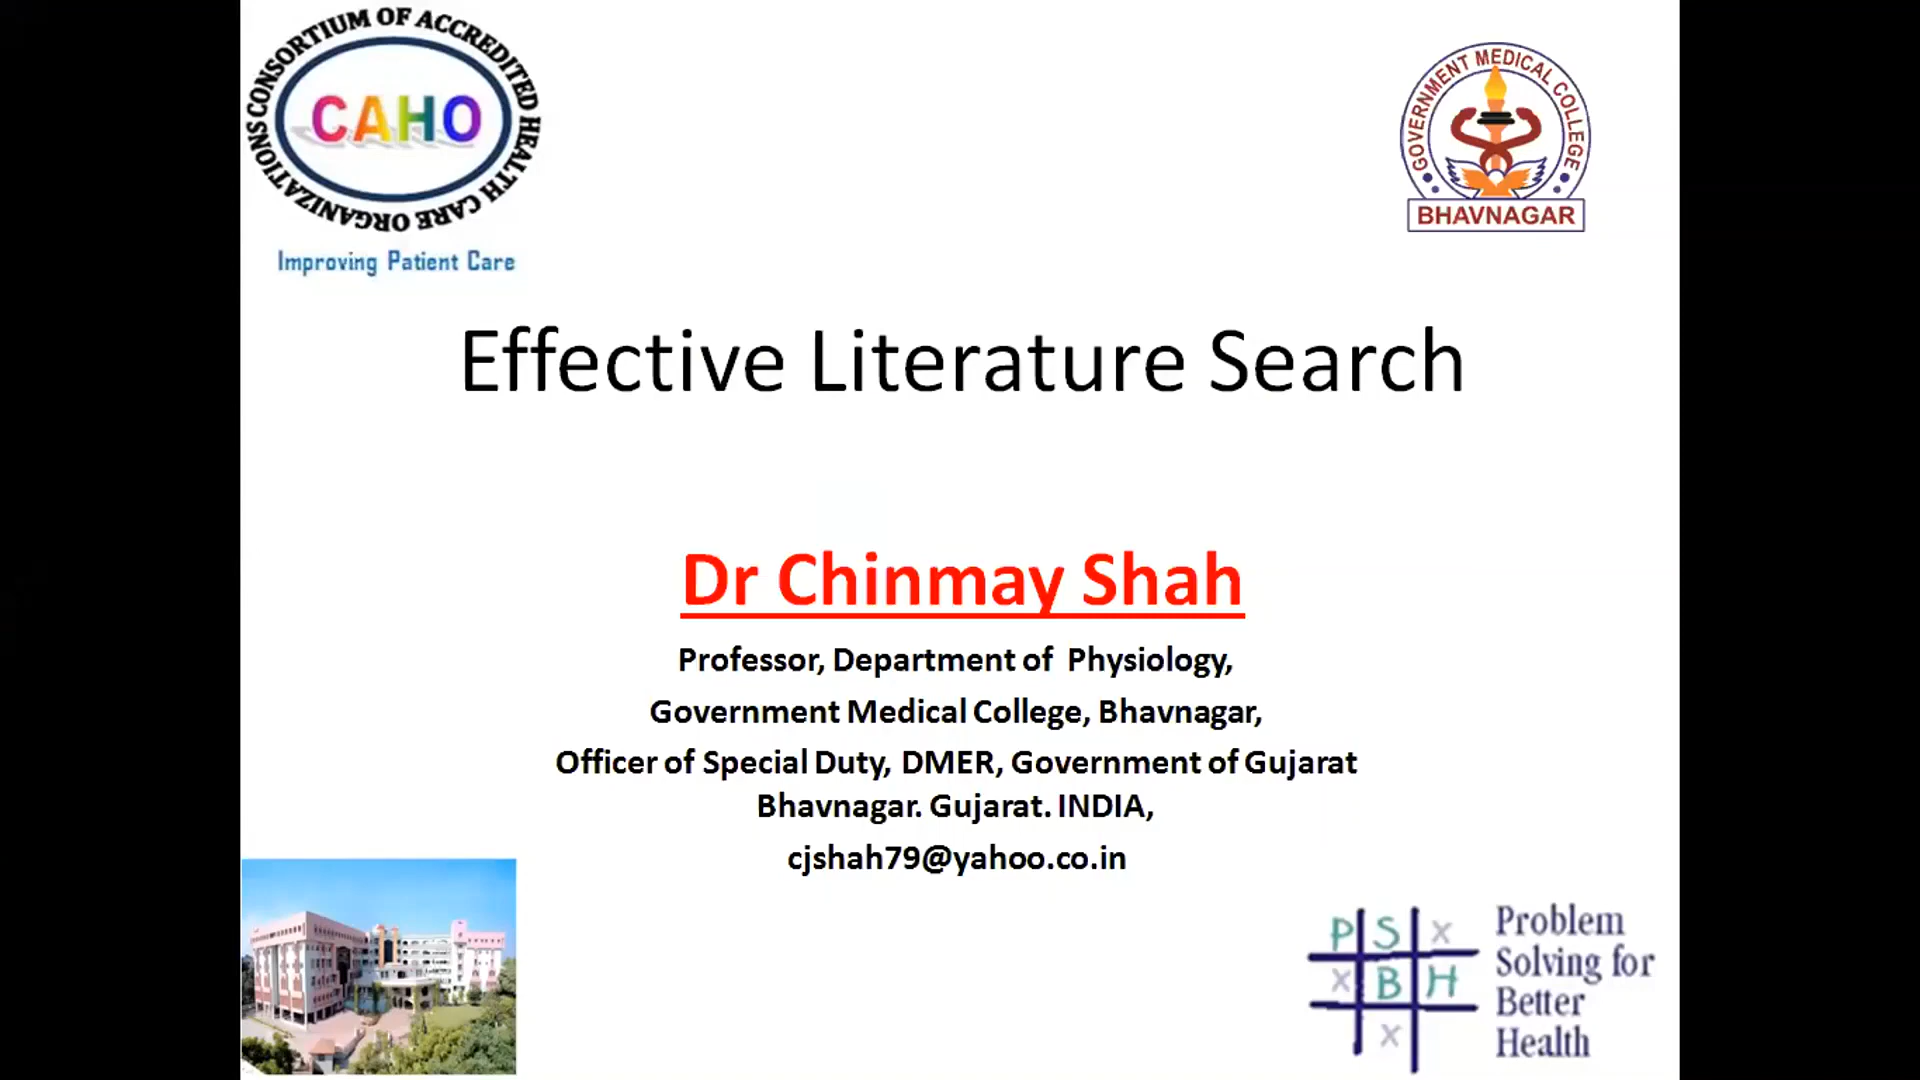 CONSORTIUM OF ACCREDITED HEALTH CARE ORGANIZATIONS
CAHO
Improving Patient Care
GOVERNMENT MEDICAL COLLEGE
BHAVNAGAR
Effective Literature Search
Dr Chinmay Shah
Professor, Department of Physiology,
Government Medical College, Bhavnagar,
Officer of Special Duty, DMER, Government of Gujarat
Bhavnagar. Gujarat. INDIA,
cjshah79@yahoo.co.in
P S X
X B H
X
Problem
Solving for
Better
Health